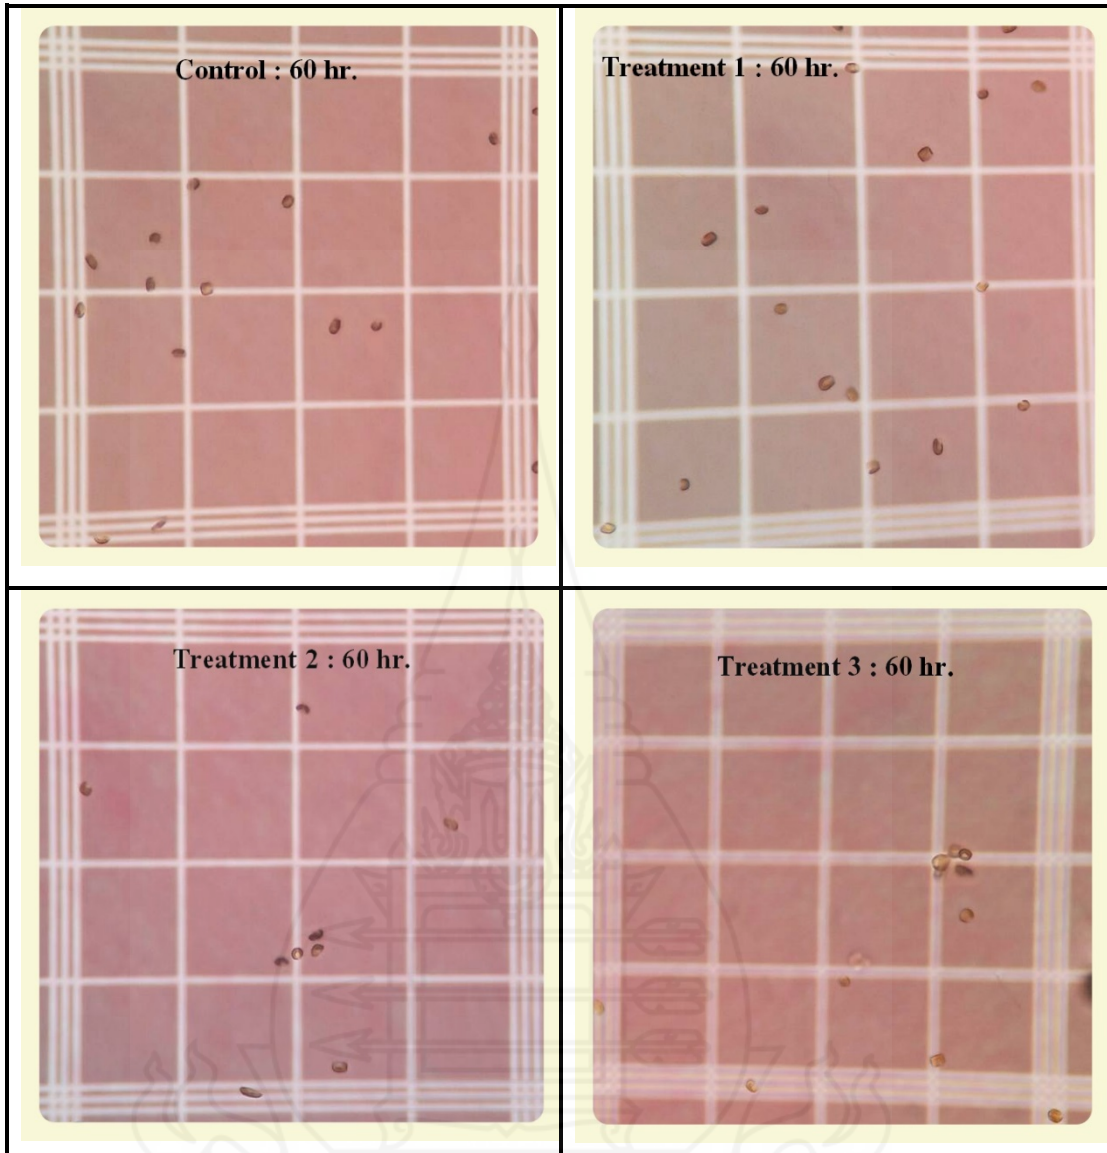 Control : 60 hr.
Treatment 1 : 60 hr.
Treatment 2 : 60 hr.
Treatment 3 : 60 hr.